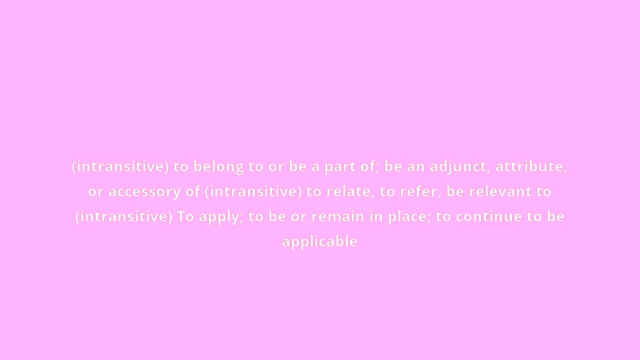 (intransitive) to belong to or be a part of; be an adjunct, attribute,
or accessory of (intransitive) to relate, to refer, be relevant to
(intransitive) To apply; to be or remain in place; to continue to be
applicable